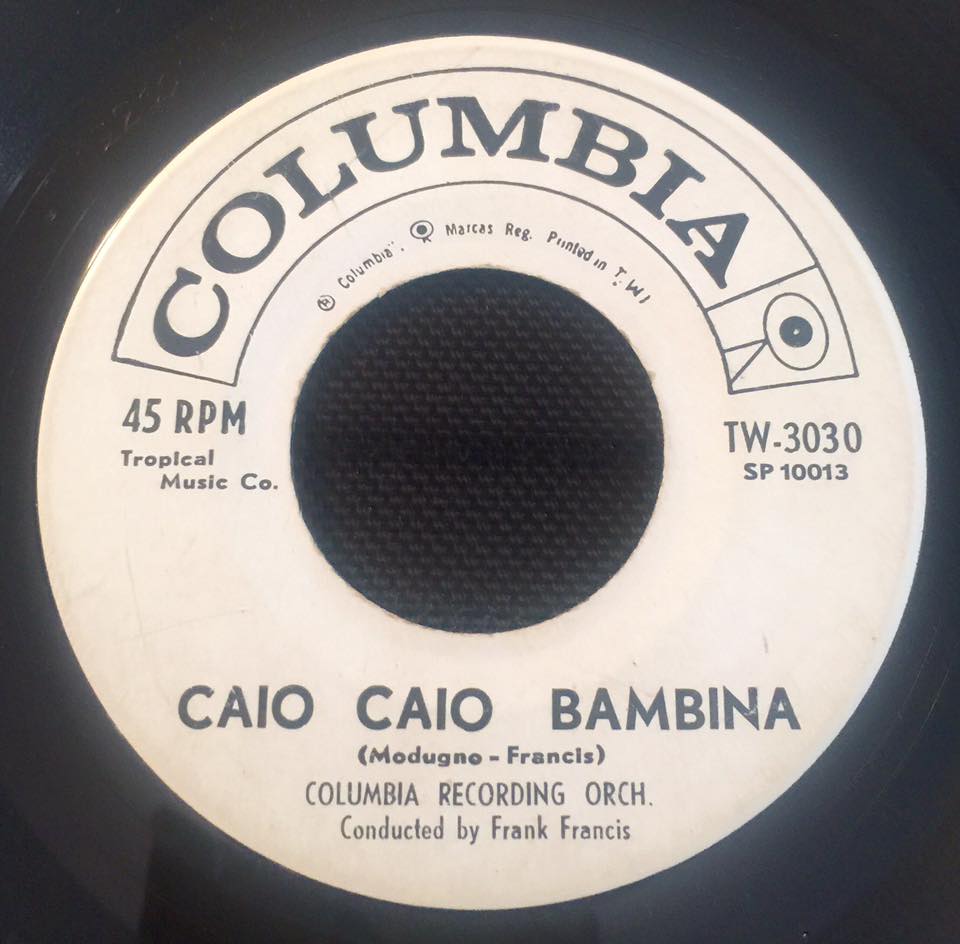 COLUMBIA
® "Columbia", Marcas Reg. Printed in T.W.I
45 RPM
Tropical
Music Co.
TW-3030
SP 10013
CAIO CAIO BAMBINA
(Modugno - Francis)
COLUMBIA RECORDING ORCH.
Conducted by Frank Francis